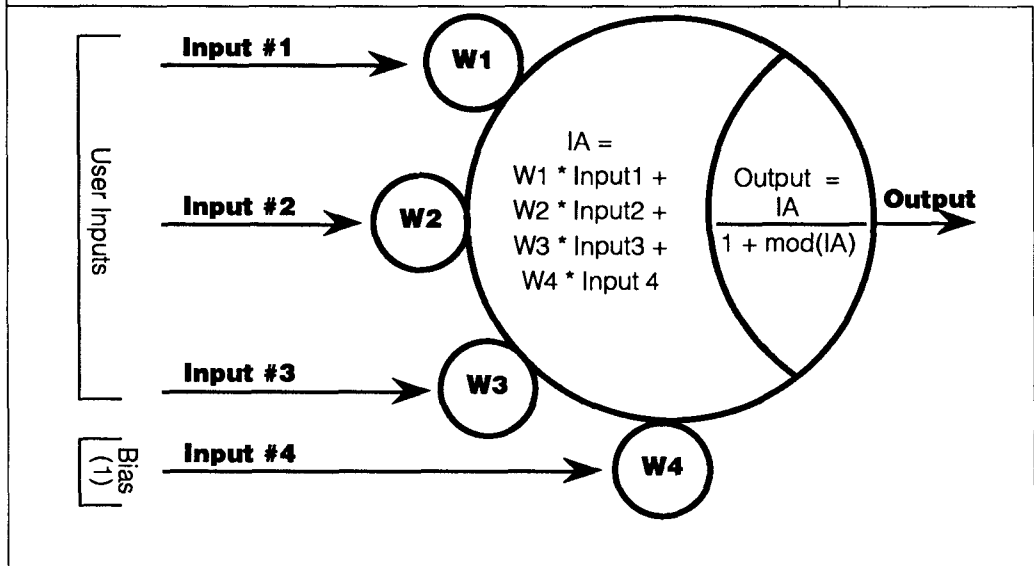 User Inputs
Input #1
W1
Input #2
W2
Input #3
W3
Bias
(1)
Input #4
W4
IA =
W1 * Input1 +
W2 * Input2 +
W3 * Input3 +
W4 * Input 4
Output =
IA
1 + mod(IA)
Output